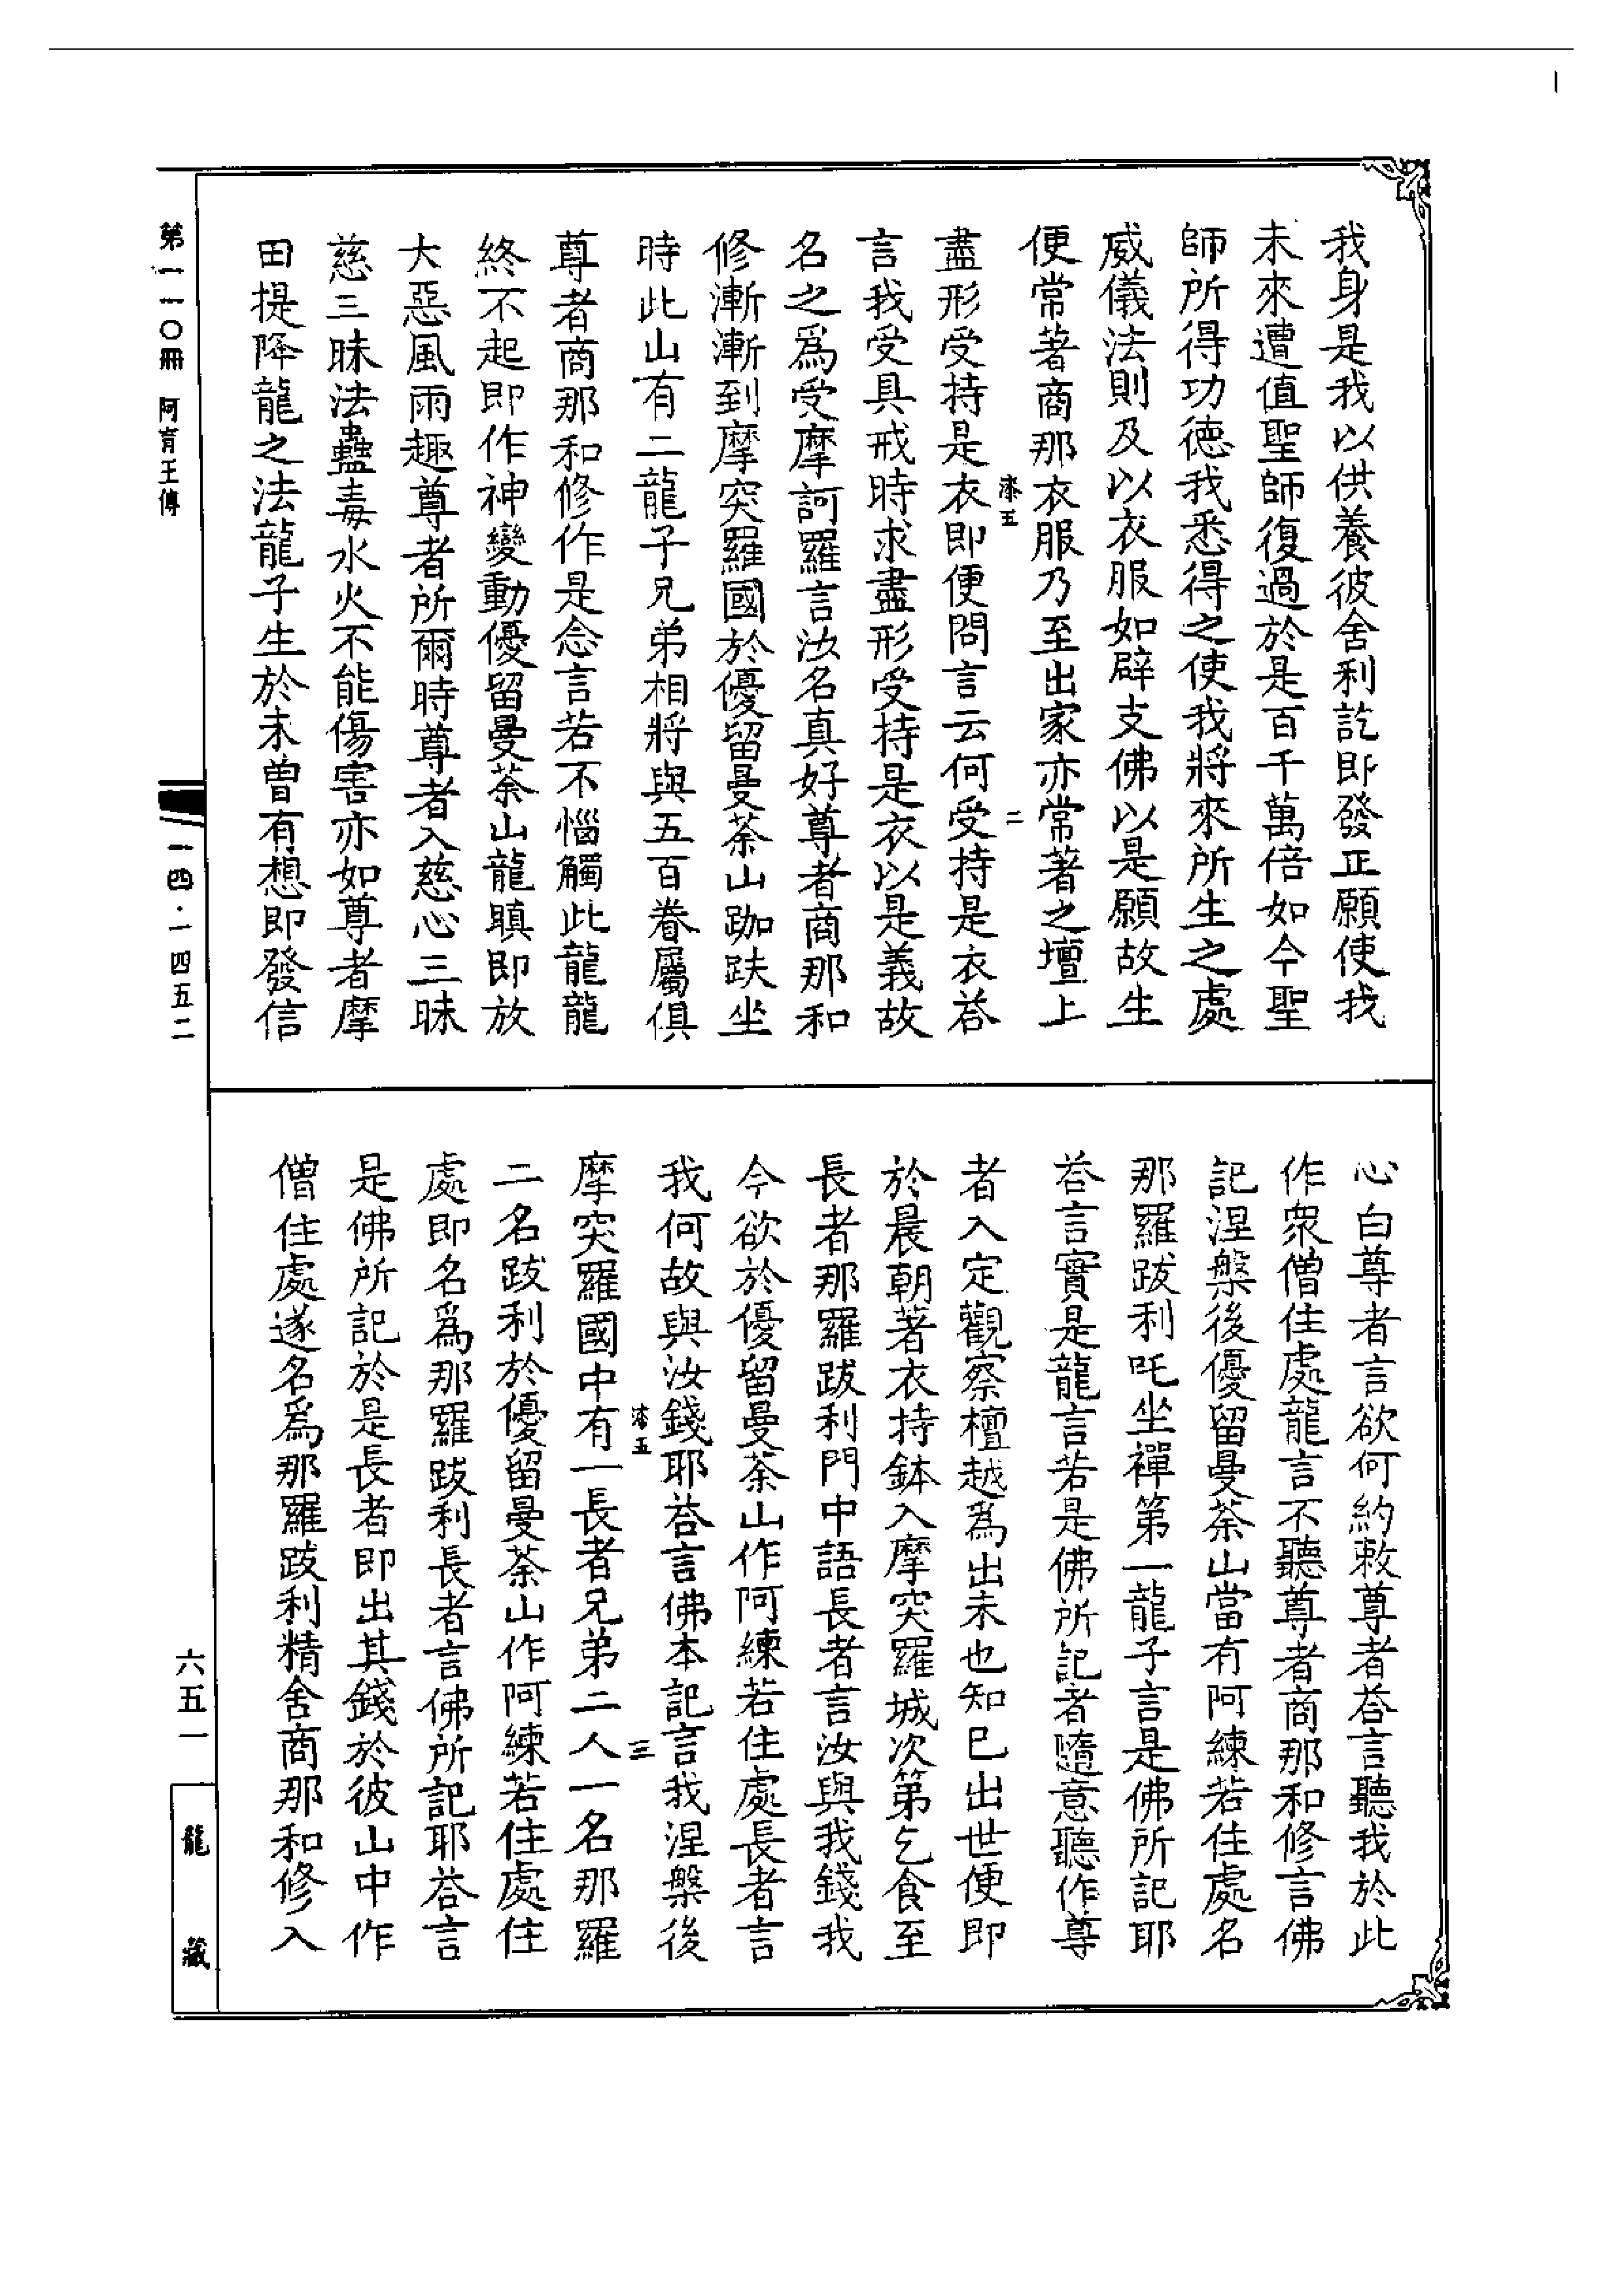 我身是我以供養彼舍利訖即發正願使我
未來遭值聖師復過於是百千萬倍如今聖
師所得功德我悉得之使我將來所生之處
威儀法則及以衣服如辟支佛以是願故生
便常著商那衣服乃至出家亦常著之壇上
漆五 二
盡形受持是衣即便問言云何受持是衣荅
言我受具戒時求盡形受持是衣以是義故
名之爲受摩訶羅言汝名真好尊者商那和
修漸漸到摩突羅國於優留曼荼山跏趺坐
時此山有二龍子兄弟相將與五百眷屬俱
尊者商那和修作是念言若不惱觸此龍龍
終不起即作神變動優留曼荼山龍瞋即放
大惡風雨趣尊者所爾時尊者入慈心三昧
慈三昧法蠱毒水火不能傷害亦如尊者摩
田提降龍之法龍子生於未曾有想即發信
心白尊者言欲何約敕尊者荅言聽我於此
作衆僧住處龍言不聽尊者商那和修言佛
記涅槃後優留曼荼山當有阿練若住處名
那羅跋利吒坐禪第一龍子言是佛所記耶
荅言實是龍言若是佛所記者隨意聽作尊
者入定觀察檀越爲出未也知已出世便即
於晨朝著衣持鉢入摩突羅城次第乞食至
長者那羅跋利門中語長者言汝與我錢我
今欲於優留曼荼山作阿練若住處長者言
我何故與汝錢耶荅言佛本記言我涅槃後
漆五 三
摩突羅國中有一長者兄弟二人一名那羅
二名跋利於優留曼荼山作阿練若住處住
處即名爲那羅跋利長者言佛所記耶荅言
是佛所記於是長者即出其錢於彼山中作
僧住處遂名爲那羅跋利精舍商那和修入
第一一〇冊 阿育王傳
一四·一四五二
六五一
龍藏